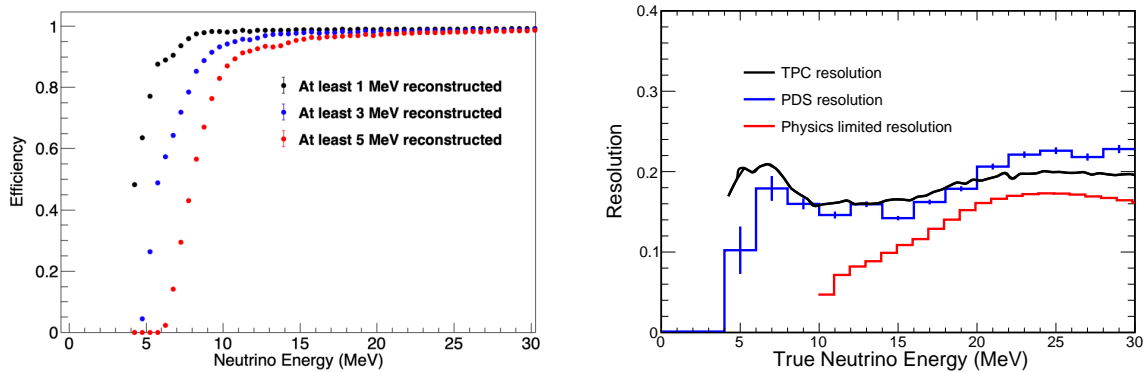 1
0.8
0.6
0.4
0.2
0
Efficiency
At least 1 MeV reconstructed
At least 3 MeV reconstructed
At least 5 MeV reconstructed
0 5 10 15 20 25 30
Neutrino Energy (MeV)
0.4
0.3
0.2
0.1
0
Resolution
TPC resolution
PDS resolution
Physics limited resolution
0 5 10 15 20 25 30
True Neutrino Energy (MeV)